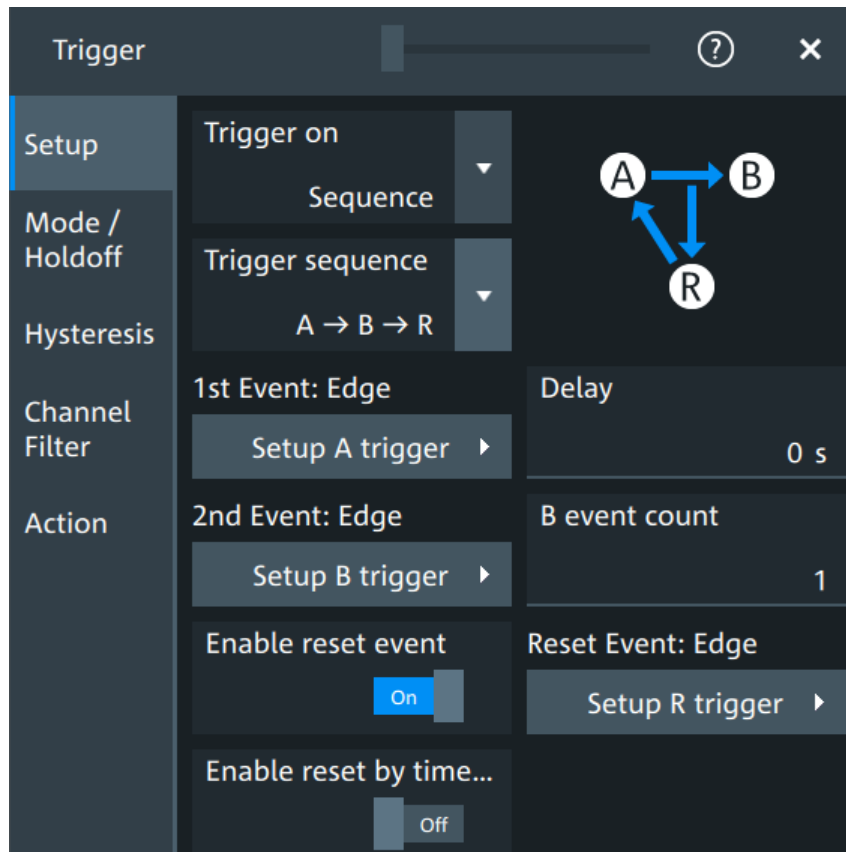 Trigger
?
Setup
Mode /
Holdoff
Hysteresis
Channel
Filter
Action
Trigger on
Sequence
Trigger sequence
A → B → R
A
B
R
1st Event: Edge
Setup A trigger
Delay
0 s
2nd Event: Edge
Setup B trigger
B event count
1
Enable reset event
On
Reset Event: Edge
Setup R trigger
Enable reset by time...
Off